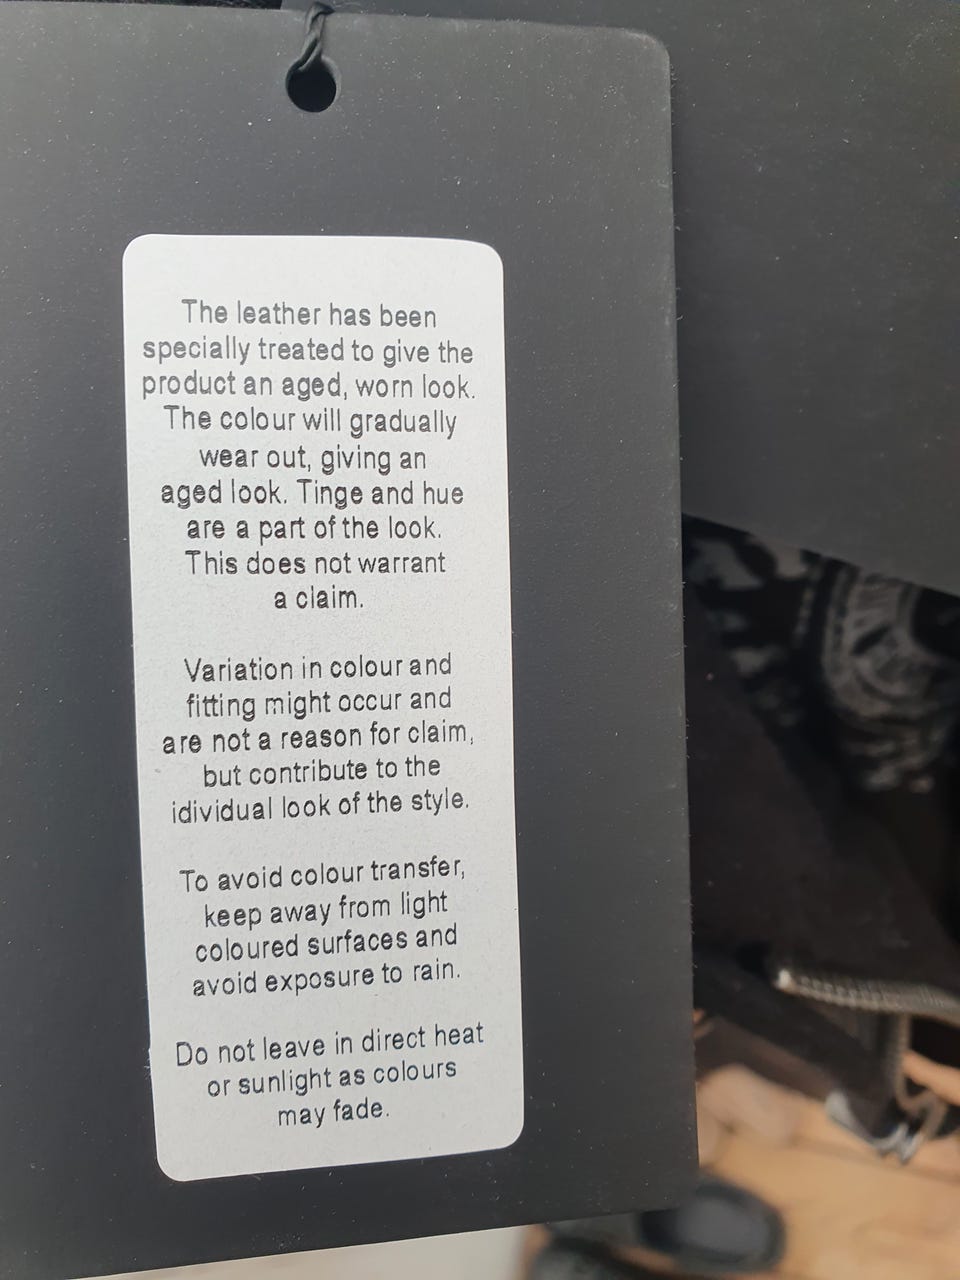 The leather has been
specially treated to give the
product an aged, worn look.
The colour will gradually
wear out, giving an
aged look. Tinge and hue
are a part of the look.
This does not warrant
a claim.
Variation in colour and
fitting might occur and
are not a reason for claim,
but contribute to the
idividual look of the style.
To avoid colour transfer,
keep away from light
coloured surfaces and
avoid exposure to rain.
Do not leave in direct heat
or sunlight as colours
may fade.